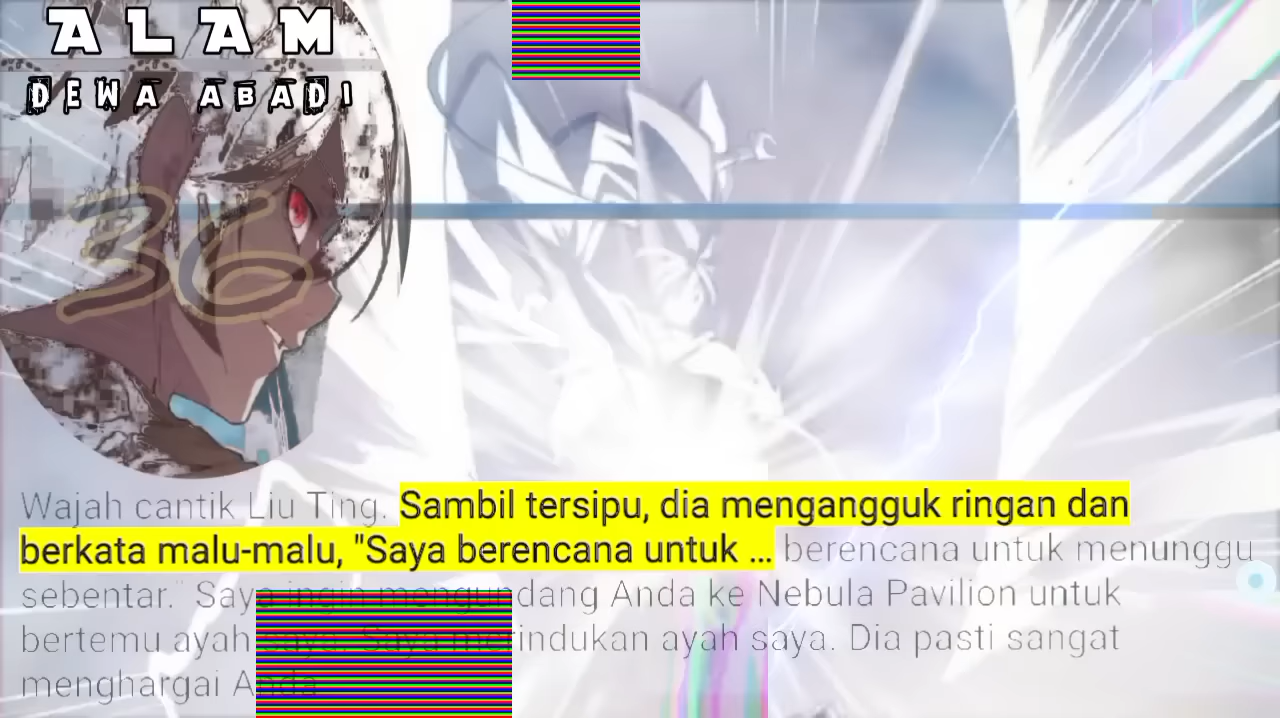 ALAM
DEWA ABADI
36
Wajah cantik Liu Ting. Sambil tersipu, dia mengangguk ringan dan
berkata malu-malu, "Saya berencana untuk ... berencana untuk menunggu
sebentar." Saya ingin mengundang Anda ke Nebula Pavilion untuk
bertemu ayah saya. Saya merindukan ayah saya. Dia pasti sangat
menghargai Anda